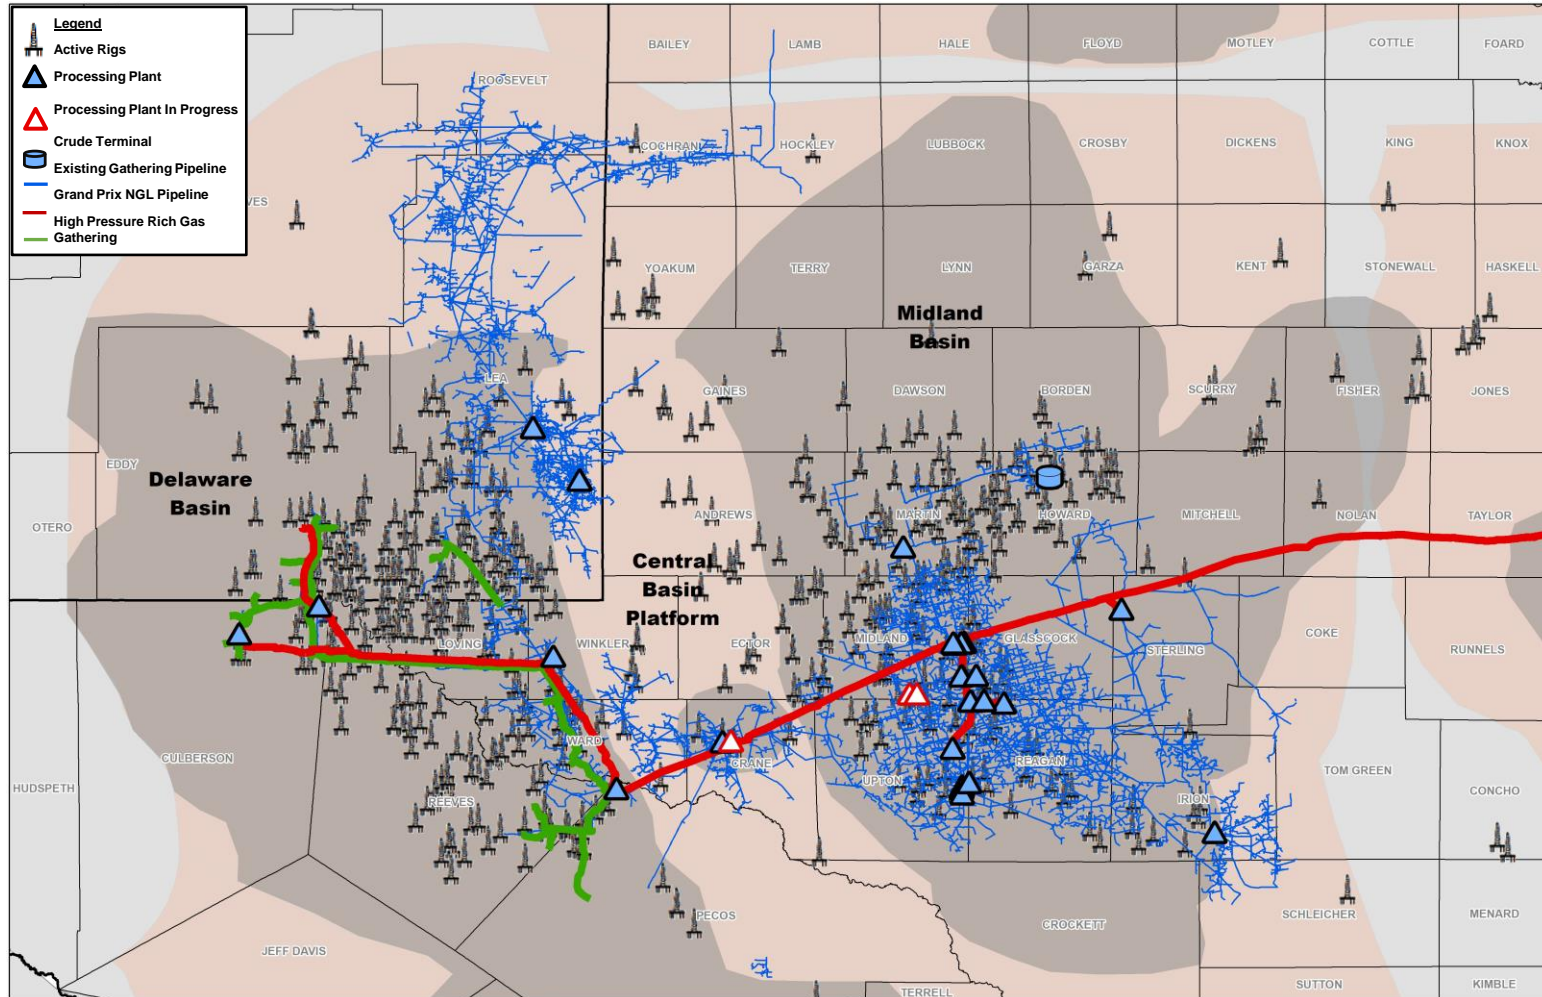 Legend
Active Rigs
Processing Plant
Processing Plant In Progress
Crude Terminal
Existing Gathering Pipeline
Grand Prix NGL Pipeline
High Pressure Rich Gas
Gathering
BAILEY
LAMB
HALE
FLOYD
MOTLEY
COTTLE
FOARD
ROOSEVELT
COCHRAN
HOCKLEY
LUBBOCK
CROSBY
DICKENS
KING
KNOX
VES
YOAKUM
TERRY
LYNN
GARZA
KENT
STONEWALL
HASKELL
Midland
Basin
LEA
GAINES
DAWSON
BORDEN
SCURRY
FISHER
JONES
EDDY
Delaware
Basin
OTERO
ANDREWS
MARTIN
HOWARD
MITCHELL
NOLAN
TAYLOR
Central
Basin
Platform
LOVING
WINKLER
ECTOR
MIDLAND
GLASSCOCK
STERLING
COKE
RUNNELS
CULBERSON
WARD
CRANE
UPTON
REAGAN
TOM GREEN
HUDSPETH
REEVES
IRION
CONCHO
PECOS
CROCKETT
SCHLEICHER
MENARD
JEFF DAVIS
TERRELL
SUTTON
KIMBLE